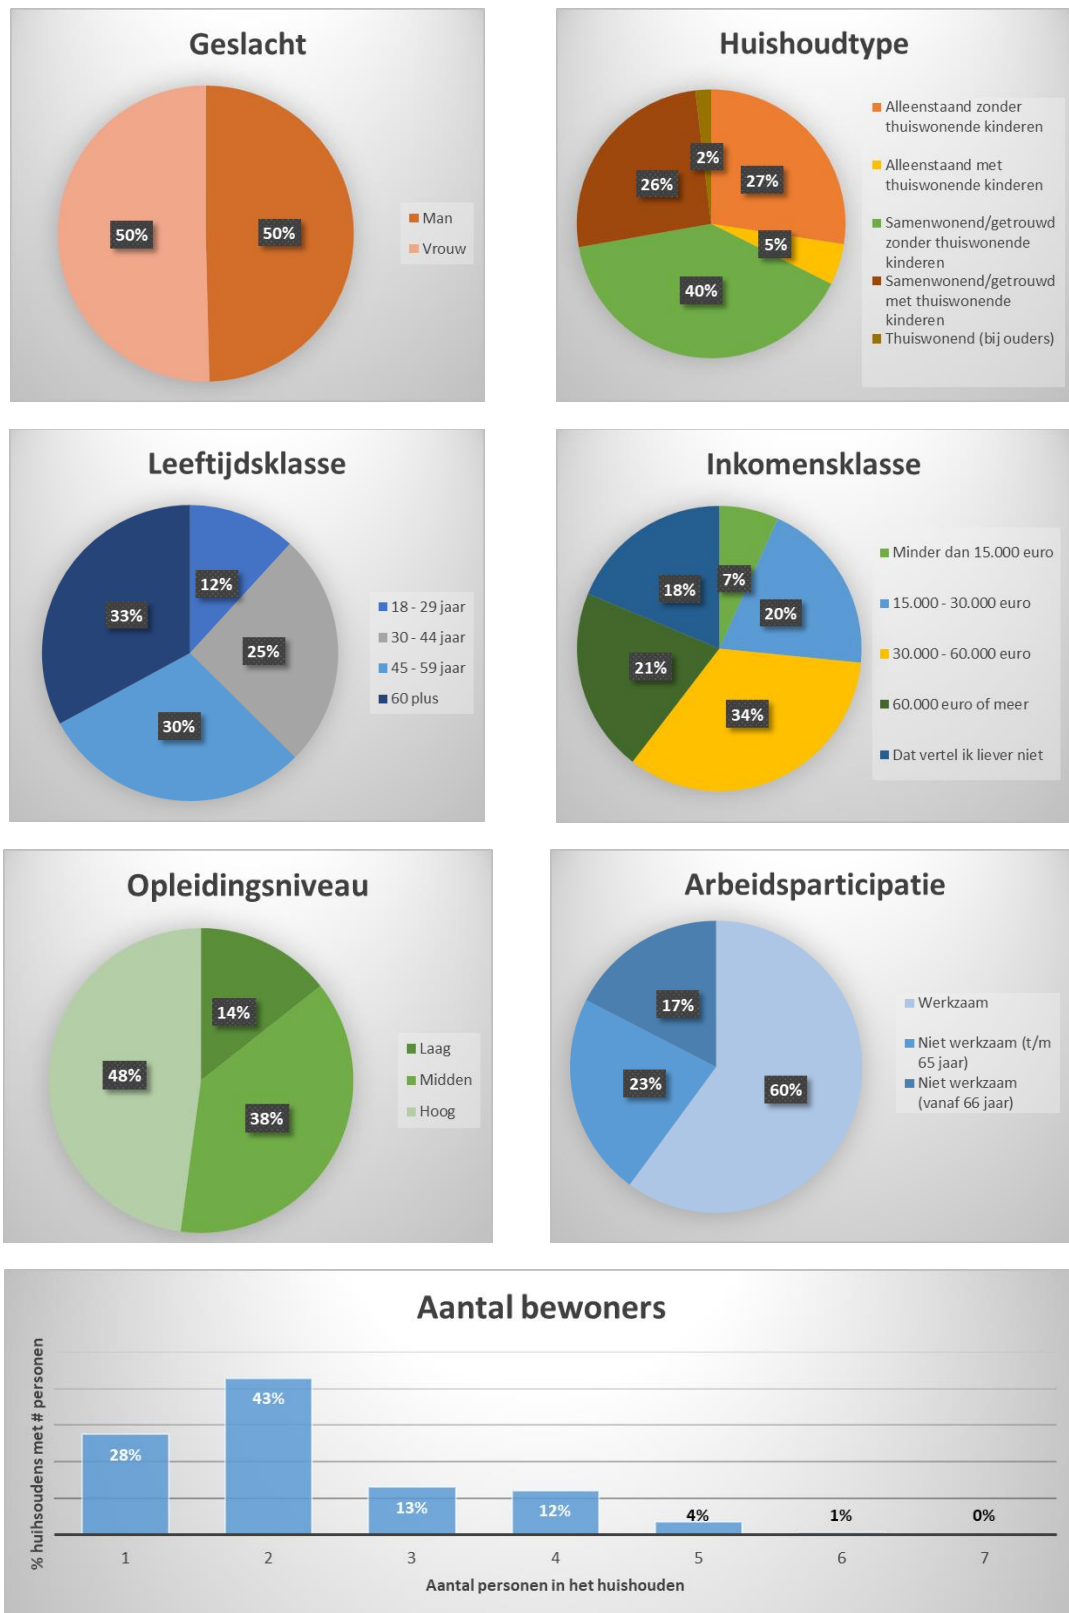 Geslacht
50%
50%
Man
Vrouw
Huishoudtype
2%
26%
27%
5%
40%
Alleenstaand zonder
thuiswonende kinderen
Alleenstaand met
thuiswonende kinderen
Samenwonend/getrouwd
zonder thuiswonende
kinderen
Samenwonend/getrouwd
met thuiswonende
kinderen
Thuiswonend (bij ouders)
Leeftijdsklasse
12%
33%
25%
30%
18 - 29 jaar
30 - 44 jaar
45 - 59 jaar
60 plus
Inkomensklasse
18%
7%
20%
21%
34%
Minder dan 15.000 euro
15.000 - 30.000 euro
30.000 - 60.000 euro
60.000 euro of meer
Dat vertel ik liever niet
Opleidingsniveau
14%
48%
38%
Laag
Midden
Hoog
Arbeidsparticipatie
17%
23%
60%
Werkzaam
Niet werkzaam (t/m
65 jaar)
Niet werkzaam
(vanaf 66 jaar)
Aantal bewoners
% huihsoudens met # personen
28%
43%
13%
12%
4%
1%
0%
1
2
3
4
5
6
7
Aantal personen in het huishouden